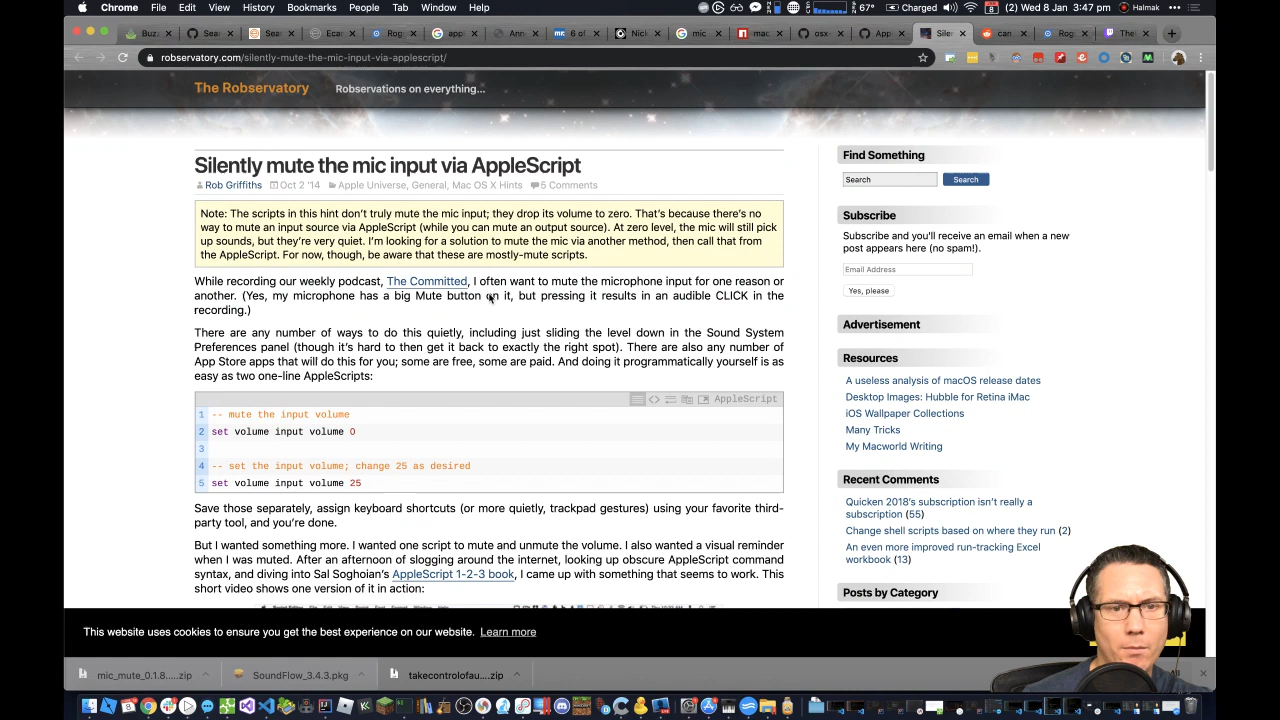 Chrome File Edit View History Bookmarks People Tab Window Help
67° Charged 8 (2) Wed 8 Jan 3:47 pm Halmak
Buzz Sear Sear Ecar Rog app Ann 6 of Nick mic mac osx- App Sile can Rog The
robservatory.com/silently-mute-the-mic-input-via-applescript/
The Robservatory Robservations on everything...
Silently mute the mic input via AppleScript
Rob Griffiths Oct 2 '14 Apple Universe, General, Mac OS X Hints 5 Comments
Note: The scripts in this hint don't truly mute the mic input; they drop its volume to zero. That's because there's no
way to mute an input source via AppleScript (while you can mute an output source). At zero level, the mic will still pick
up sounds, but they're very quiet. I'm looking for a solution to mute the mic via another method, then call that from
the AppleScript. For now, though, be aware that these are mostly-mute scripts.
While recording our weekly podcast, The Committed, I often want to mute the microphone input for one reason or
another. (Yes, my microphone has a big Mute button on it, but pressing it results in an audible CLICK in the
recording.)
There are any number of ways to do this quietly, including just sliding the level down in the Sound System
Preferences panel (though it's hard to then get it back to exactly the right spot). There are also any number of
App Store apps that will do this for you; some are free, some are paid. And doing it programmatically yourself is as
easy as two one-line AppleScripts:
AppleScript
1 -- mute the input volume
2 set volume input volume 0
3
4 -- set the input volume; change 25 as desired
5 set volume input volume 25
Save those separately, assign keyboard shortcuts (or more quietly, trackpad gestures) using your favorite third-
party tool, and you're done.
But I wanted something more. I wanted one script to mute and unmute the volume. I also wanted a visual reminder
when I was muted. After an afternoon of slogging around the internet, looking up obscure AppleScript command
syntax, and diving into Sal Soghoian's AppleScript 1-2-3 book, I came up with something that seems to work. This
short video shows one version of it in action:
Find Something
Search Search
Subscribe
Subscribe and you'll receive an email when a new
post appears here (no spam!).
Email Address
Yes, please
Advertisement
Resources
A useless analysis of macOS release dates
Desktop Images: Hubble for Retina iMac
iOS Wallpaper Collections
Many Tricks
My Macworld Writing
Recent Comments
Quicken 2018's subscription isn't really a
subscription (55)
Change shell scripts based on where they run (2)
An even more improved run-tracking Excel
workbook (13)
Posts by Category
This website uses cookies to ensure you get the best experience on our website. Learn more
mic_mute_0.1.8.....zip SoundFlow_3.4.3.pkg takecontrolofau....zip